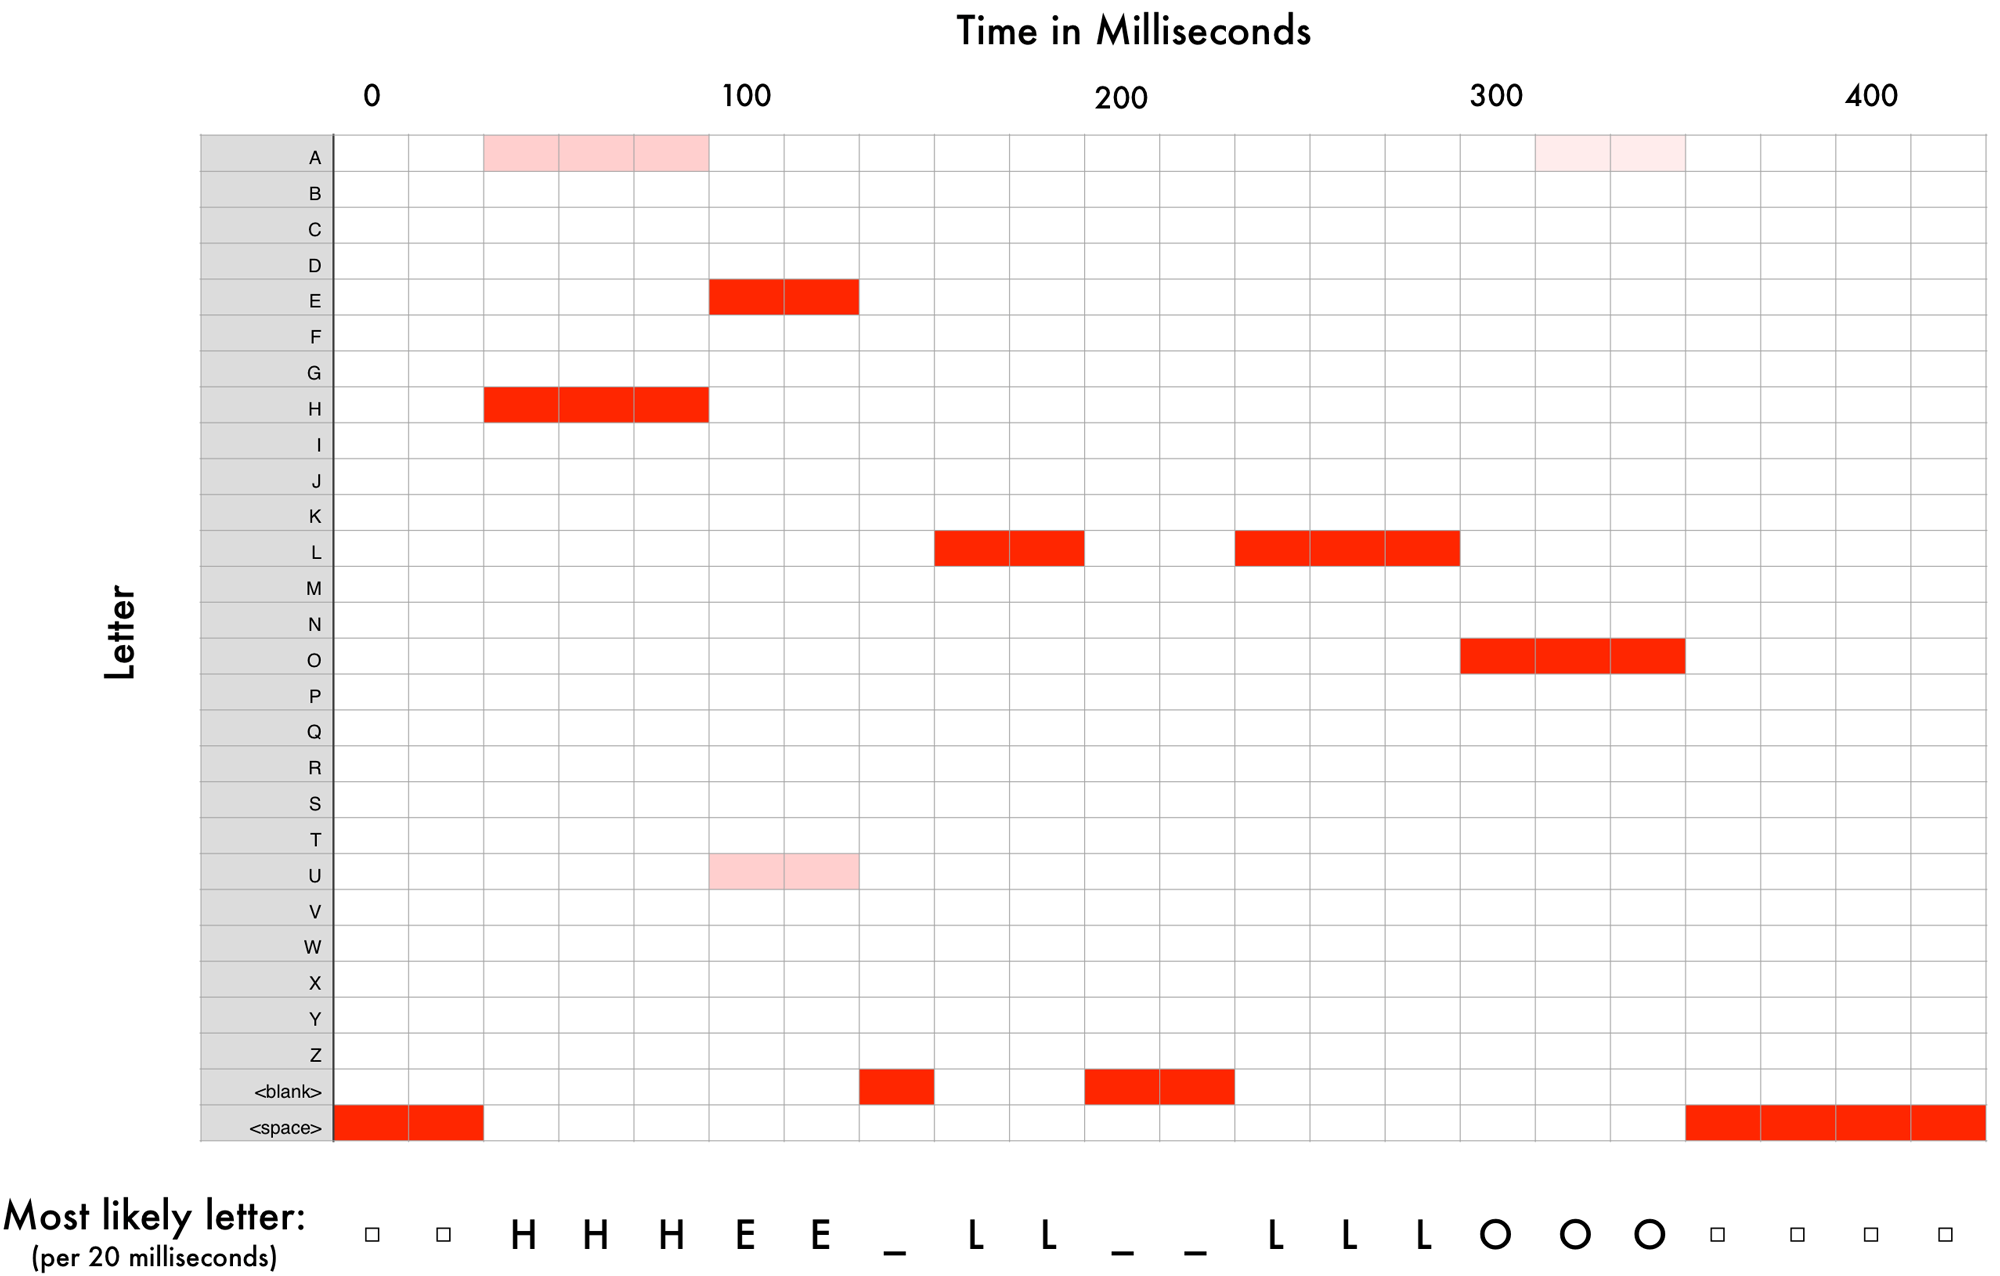 Time in Milliseconds
0 100 200 300 400
Letter
A
B
C
D
E
F
G
H
I
J
K
L
M
N
O
P
Q
R
S
T
U
V
W
X
Y
Z
<blank>
<space>
Most likely letter: □ □ H H H E E _ L L _ _ L L L O O O □ □ □ □
(per 20 milliseconds)